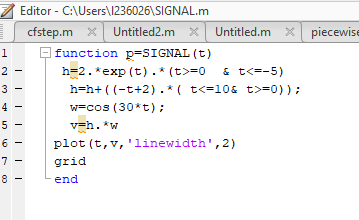 Editor - C:\Users\l236026\SIGNAL.m
cfstep.m × Untitled2.m × Untitled.m × piecewise
1 function p=SIGNAL(t)
2 - h=2.*exp(t).*(t>=0 & t<=-5)
3 - h=h+((-t+2).*( t<=10& t>=0));
4 - w=cos(30*t);
5 - v=h.*w
6 - plot(t,v,'linewidth',2)
7 - grid
8 - end